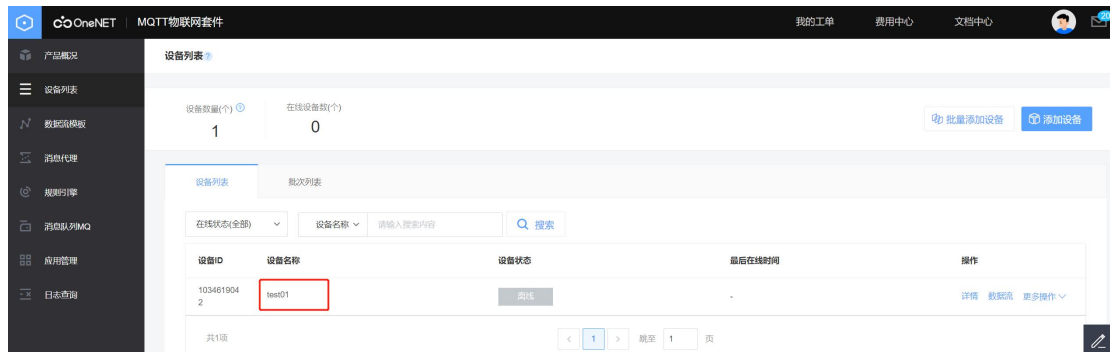 OneNET MQTT物联网套件 我的工单 费用中心 文档中心 20
产品概况 设备列表
设备列表
设备数量(个) 在线设备数(个)
1 0 批量添加设备 添加设备
数据流模板
消息代理
设备列表 批次列表
规则引擎
消息队列MQ 在线状态(全部) 设备名称 请输入搜索内容 搜索
应用管理 设备ID 设备名称 设备状态 最后在线时间 操作
日志查询 103461904 test01 离线 - 详情 数据流 更多操作
2
共1项 < 1 > 跳至 1 页